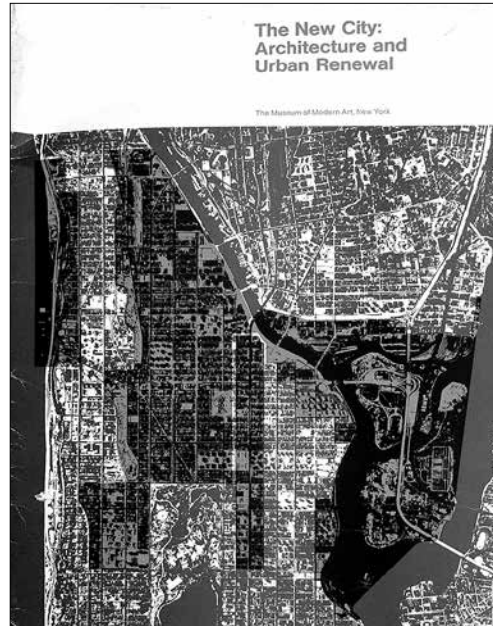 The New City:
Architecture and
Urban Renewal
The Museum of Modern Art, New York